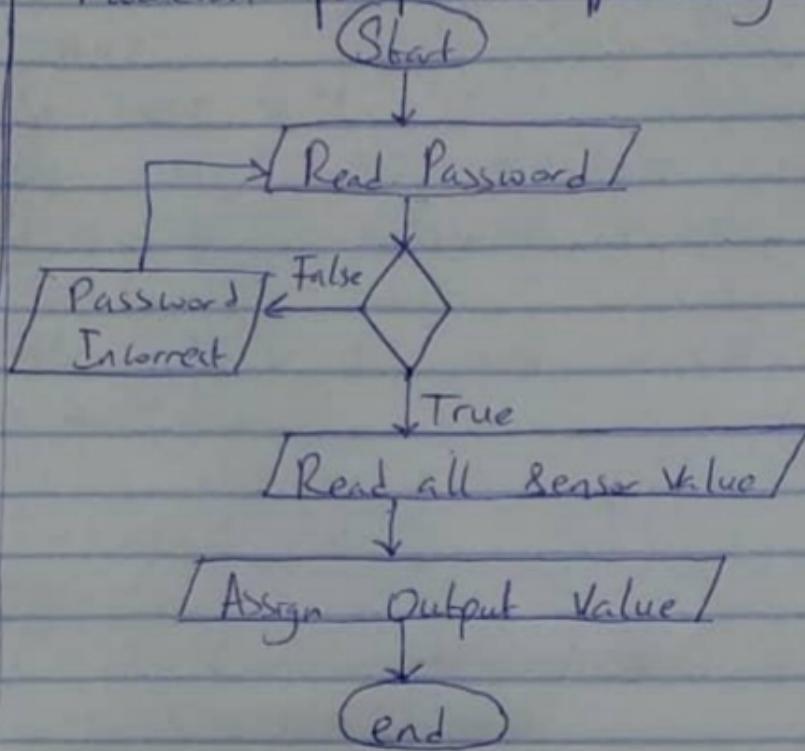 Start
Read Password
False
Password
Incorrect
True
Read all Sensor Value
Assign Output Value
end